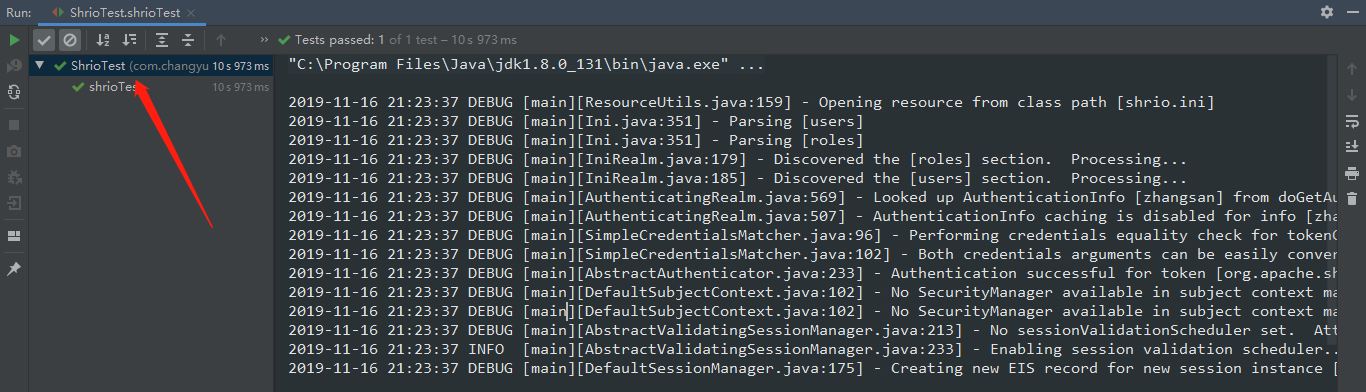 Run: ShrioTest.shrioTest
Tests passed: 1 of 1 test – 10 s 973 ms
ShrioTest (com.changyu 10 s 973 ms
shrioTes 10 s 973 ms
"C:\Program Files\Java\jdk1.8.0_131\bin\java.exe" ...
2019-11-16 21:23:37 DEBUG [main][ResourceUtils.java:159] - Opening resource from class path [shrio.ini]
2019-11-16 21:23:37 DEBUG [main][Ini.java:351] - Parsing [users]
2019-11-16 21:23:37 DEBUG [main][Ini.java:351] - Parsing [roles]
2019-11-16 21:23:37 DEBUG [main][IniRealm.java:179] - Discovered the [roles] section.  Processing...
2019-11-16 21:23:37 DEBUG [main][IniRealm.java:185] - Discovered the [users] section.  Processing...
2019-11-16 21:23:37 DEBUG [main][AuthenticatingRealm.java:569] - Looked up AuthenticationInfo [zhangsan] from doGetAu
2019-11-16 21:23:37 DEBUG [main][AuthenticatingRealm.java:507] - AuthenticationInfo caching is disabled for info [zha
2019-11-16 21:23:37 DEBUG [main][SimpleCredentialsMatcher.java:96] - Performing credentials equality check for tokenC
2019-11-16 21:23:37 DEBUG [main][SimpleCredentialsMatcher.java:102] - Both credentials arguments can be easily conver
2019-11-16 21:23:37 DEBUG [main][AbstractAuthenticator.java:233] - Authentication successful for token [org.apache.sh
2019-11-16 21:23:37 DEBUG [main][DefaultSubjectContext.java:102] - No SecurityManager available in subject context ma
2019-11-16 21:23:37 DEBUG [main][DefaultSubjectContext.java:102] - No SecurityManager available in subject context ma
2019-11-16 21:23:37 DEBUG [main][AbstractValidatingSessionManager.java:213] - No sessionValidationScheduler set.  Att
2019-11-16 21:23:37 INFO  [main][AbstractValidatingSessionManager.java:233] - Enabling session validation scheduler..
2019-11-16 21:23:37 DEBUG [main][DefaultSessionManager.java:175] - Creating new EIS record for new session instance [